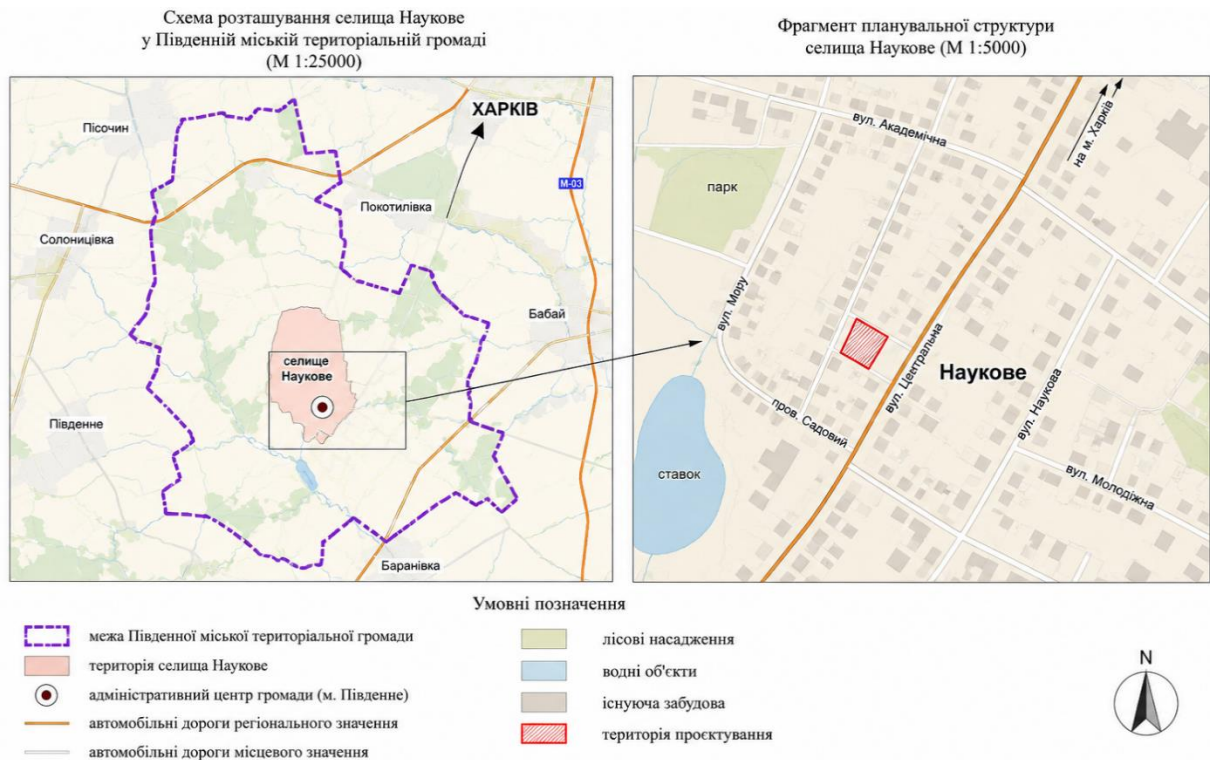 Схема розташування селища Наукове
у Південній міській територіальній громаді
(М 1:25000)
Пісочин
ХАРКІВ
М-03
Покотилівка
Солоницівка
Бабай
селище
Наукове
Південне
Баранівка
Фрагмент планувальної структури
селища Наукове (М 1:5000)
вул. Академічна
на м. Харків
парк
вул. Мору
вул. Центральна
Наукове
вул. Наукова
пров. Садовий
ставок
вул. Молодіжна
Умовні позначення
межа Південної міської територіальної громади
територія селища Наукове
адміністративний центр громади (м. Південне)
автомобільні дороги регіонального значення
автомобільні дороги місцевого значення
лісові насадження
водні об'єкти
існуюча забудова
територія проєктування
N